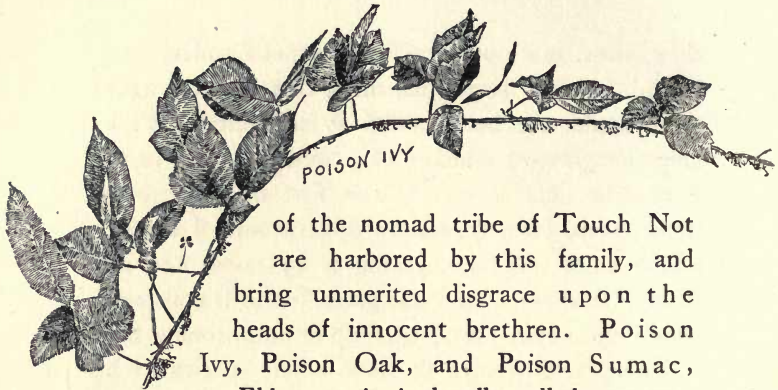 POISON IVY
of the nomad tribe of Touch Not
are harbored by this family, and
bring unmerited disgrace upon the
heads of innocent brethren. Poison
Ivy, Poison Oak, and Poison Sumac,